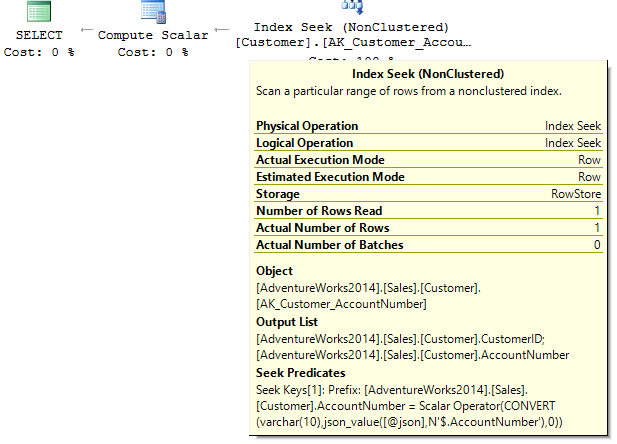 SELECT
Cost: 0 %
Compute Scalar
Cost: 0 %
Index Seek (NonClustered)
[Customer].[AK_Customer_Accou…
Cost: 100 %
Index Seek (NonClustered)
Scan a particular range of rows from a nonclustered index.
Physical Operation Index Seek
Logical Operation Index Seek
Actual Execution Mode Row
Estimated Execution Mode Row
Storage RowStore
Number of Rows Read 1
Actual Number of Rows 1
Actual Number of Batches 0
Object
[AdventureWorks2014].[Sales].[Customer].
[AK_Customer_AccountNumber]
Output List
[AdventureWorks2014].[Sales].[Customer].CustomerID;
[AdventureWorks2014].[Sales].[Customer].AccountNumber
Seek Predicates
Seek Keys[1]: Prefix: [AdventureWorks2014].[Sales].
[Customer].AccountNumber = Scalar Operator(CONVERT
(varchar(10),json_value([@json],N'$.AccountNumber'),0))